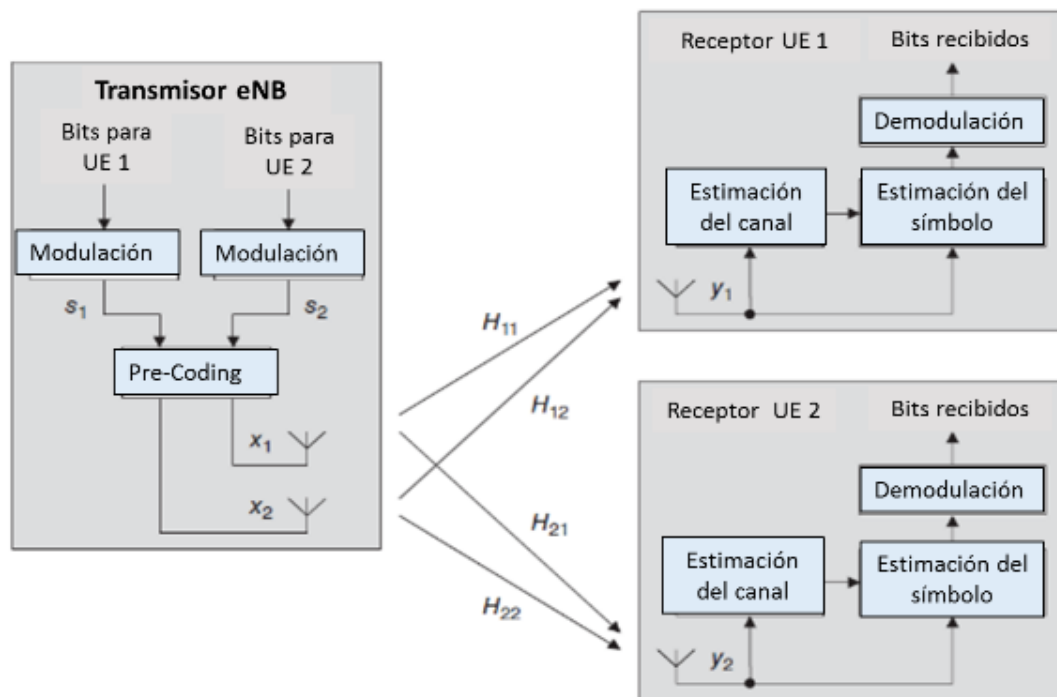 Transmisor eNB
Bits para
UE 1
Bits para
UE 2
Modulación
Modulación
s1
s2
Pre-Coding
x1
x2
H11
H12
H21
H22
Receptor UE 1
Bits recibidos
Demodulación
Estimación
del canal
Estimación del
símbolo
y1
Receptor UE 2
Bits recibidos
Demodulación
Estimación
del canal
Estimación del
símbolo
y2